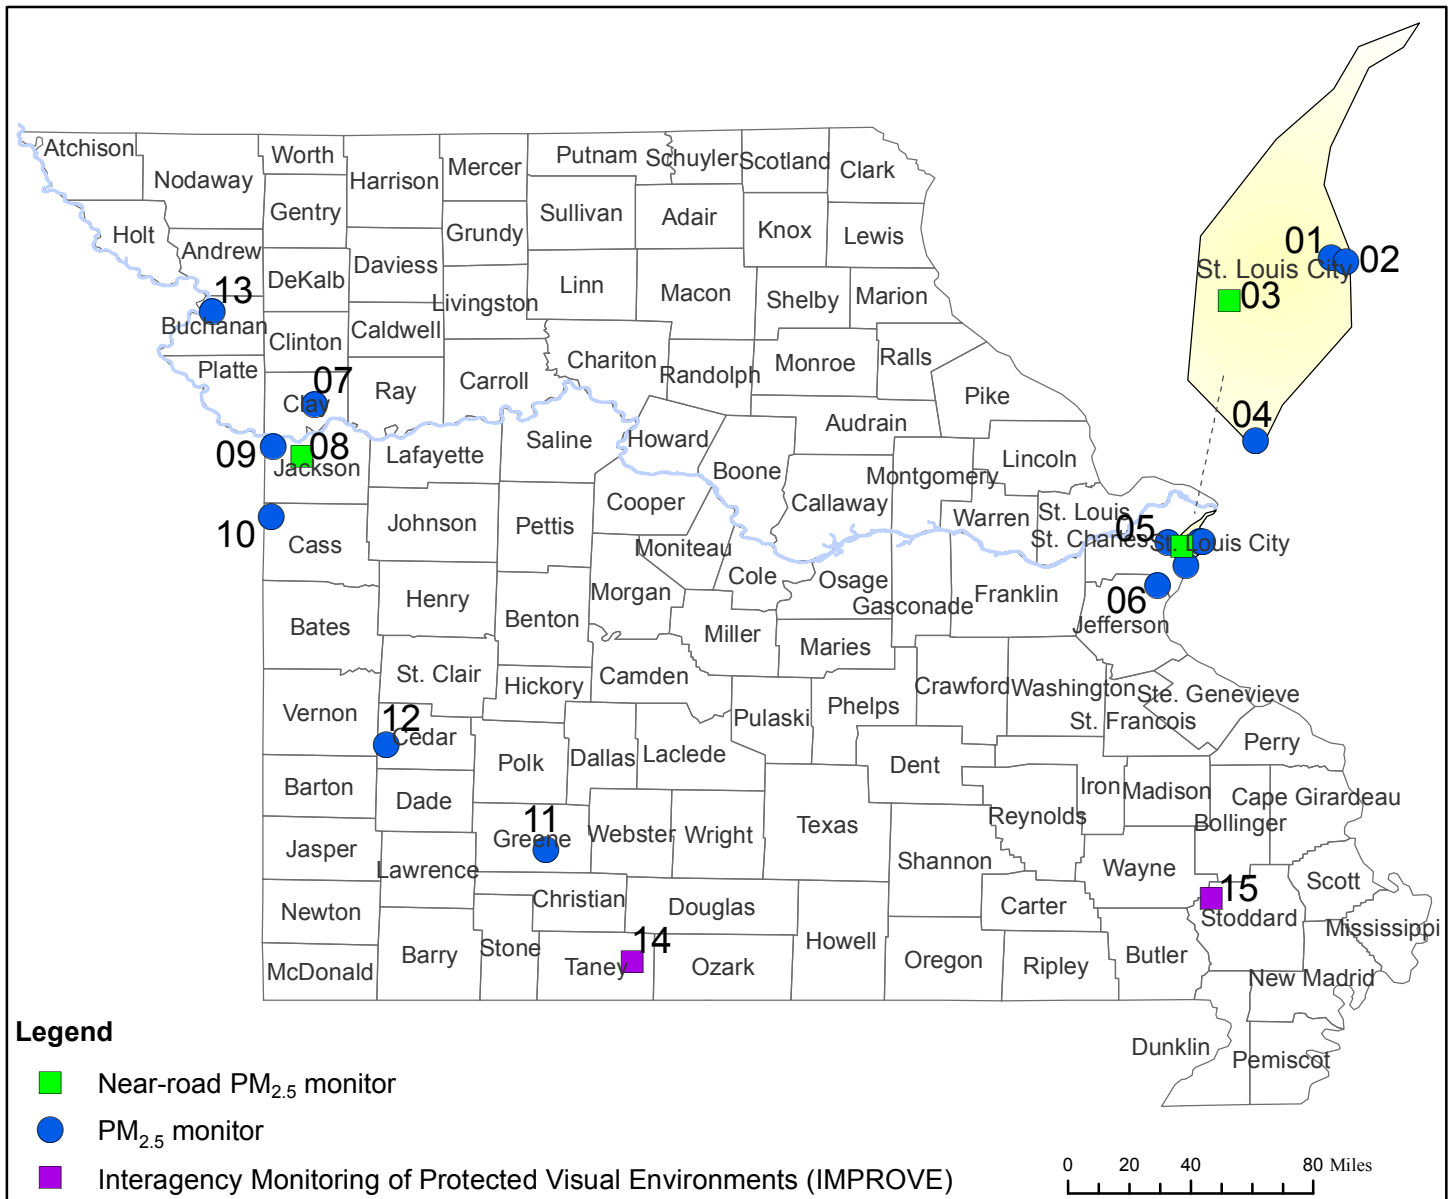 Atchison
Worth
Putnam
Schuyler
Scotland
Clark
Mercer
Nodaway
Harrison
Gentry
Sullivan
Adair
Knox
Lewis
Holt
Grundy
Andrew
01
02
St. Louis City
DeKalb
Daviess
Linn
Macon
Shelby
Marion
Livingston
03
13
Buchanan
Clinton
Caldwell
Chariton
Monroe
Ralls
Platte
Randolph
07
Clay
Ray
Carroll
Pike
04
Audrain
09
08
Jackson
Lafayette
Saline
Howard
Boone
Lincoln
Montgomery
Callaway
Cooper
10
Cass
Johnson
Pettis
Warren
St. Louis
05
St. Charles
St. Louis City
Moniteau
Cole
Osage
Morgan
Gasconade
Franklin
06
Henry
Benton
Bates
Miller
Maries
Jefferson
St. Clair
Hickory
Camden
Crawford
Washington
Ste. Genevieve
Vernon
12
Cedar
Pulaski
Phelps
St. Francois
Perry
Polk
Dallas
Laclede
Dent
Barton
Dade
Iron
Madison
Cape Girardeau
11
Greene
Webster
Wright
Texas
Reynolds
Bollinger
Jasper
Lawrence
Shannon
Wayne
Scott
15
Christian
Newton
Douglas
Carter
Stoddard
Mississippi
14
Stone
Barry
Howell
McDonald
Taney
Ozark
Oregon
Ripley
Butler
New Madrid
Legend
Dunklin
Pemiscot
Near-road PM2.5 monitor
PM2.5 monitor
Interagency Monitoring of Protected Visual Environments (IMPROVE)
0 20 40 80 Miles